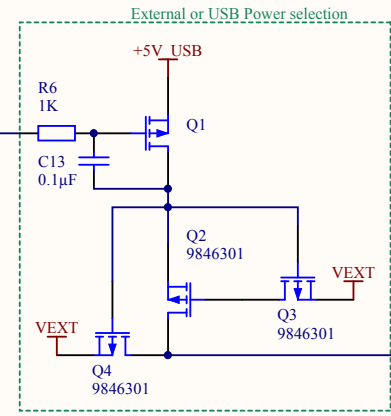 External or USB Power selection
+5V_USB
R6
1K
Q1
C13
0.1µF
Q2
9846301
VEXT
VEXT
Q3
9846301
Q4
9846301